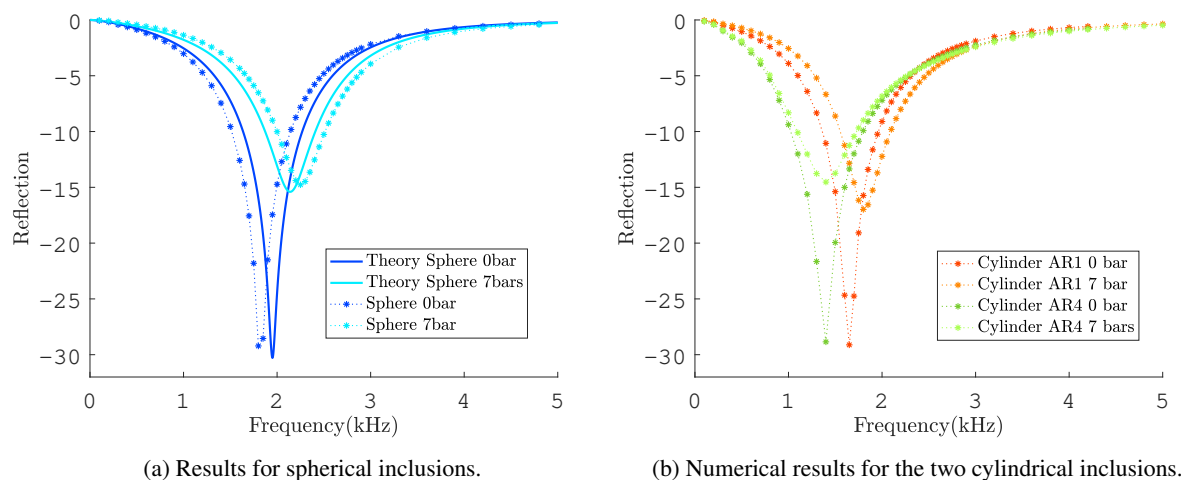 0
−5
−10
−15
−20
−25
−30
Reflection
0 1 2 3 4 5
Frequency(kHz)
Theory Sphere 0bar
Theory Sphere 7bars
Sphere 0bar
Sphere 7bar
(a) Results for spherical inclusions.
0
−5
−10
−15
−20
−25
−30
Reflection
0 1 2 3 4 5
Frequency(kHz)
Cylinder AR1 0 bar
Cylinder AR1 7 bar
Cylinder AR4 0 bar
Cylinder AR4 7 bars
(b) Numerical results for the two cylindrical inclusions.